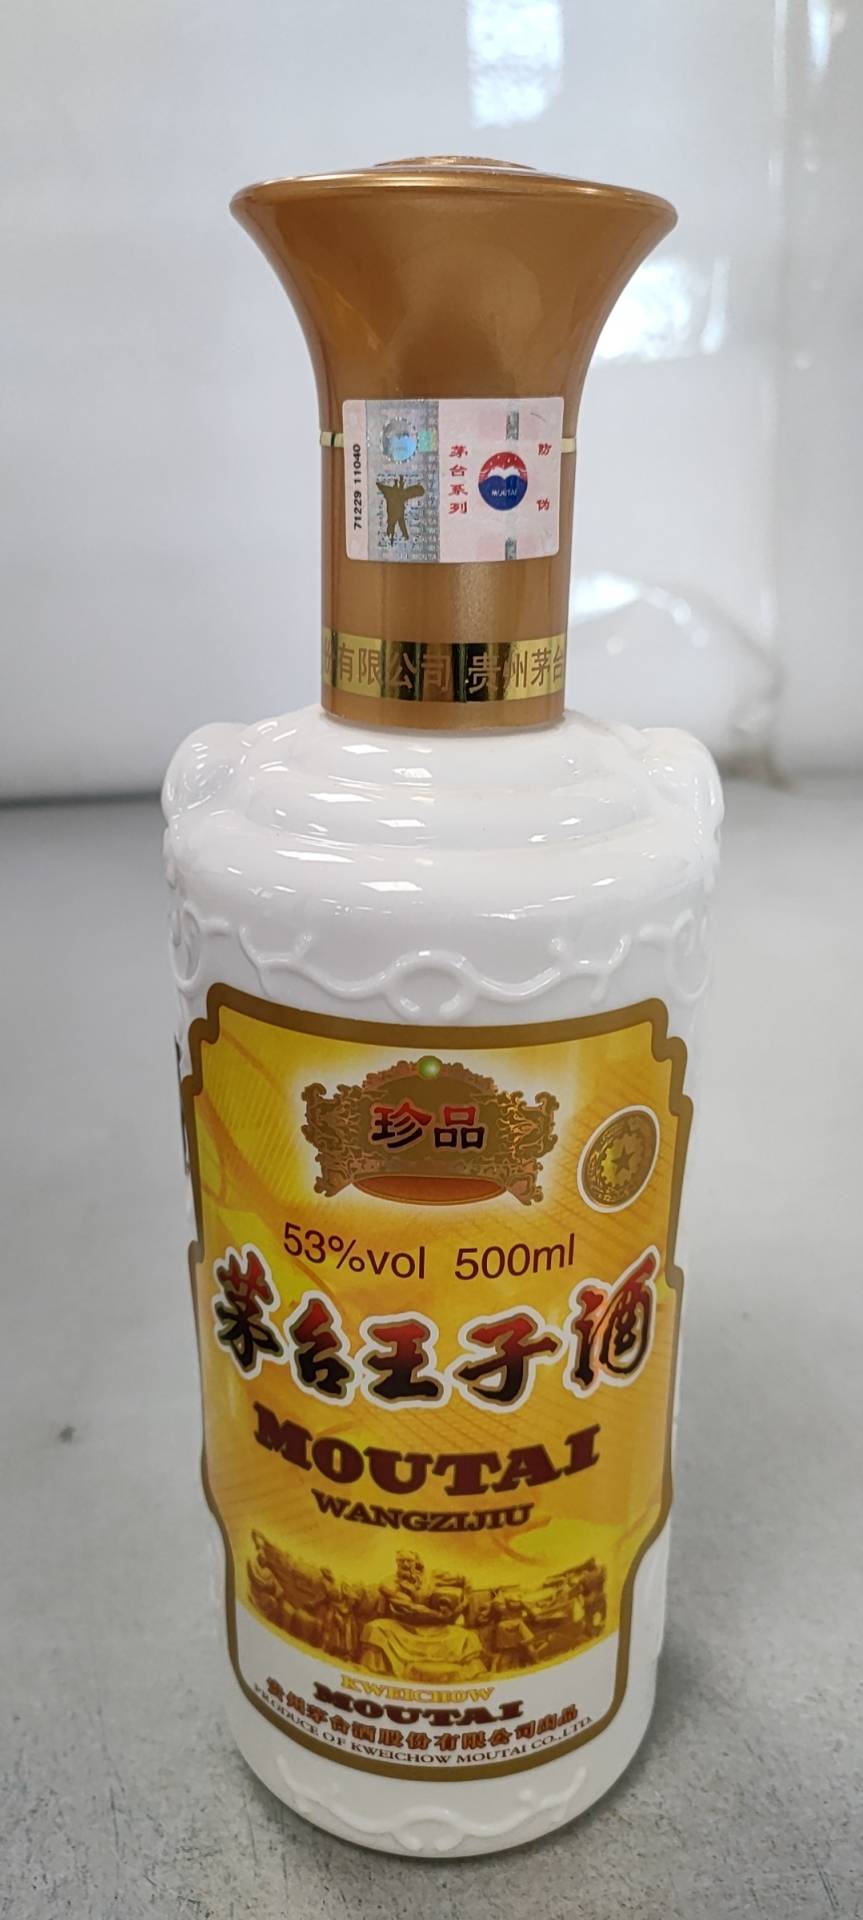 71229 11040
茅台系列
MOUTAI
防伪
有限公司 贵州茅台
珍品
53%vol 500ml
茅台王子酒
MOUTAI
WANGZIJIU
KWEICHOW
MOUTAI
贵州茅台酒股份有限公司出品
PRODUCE OF KWEICHOW MOUTAI CO.,LTD.